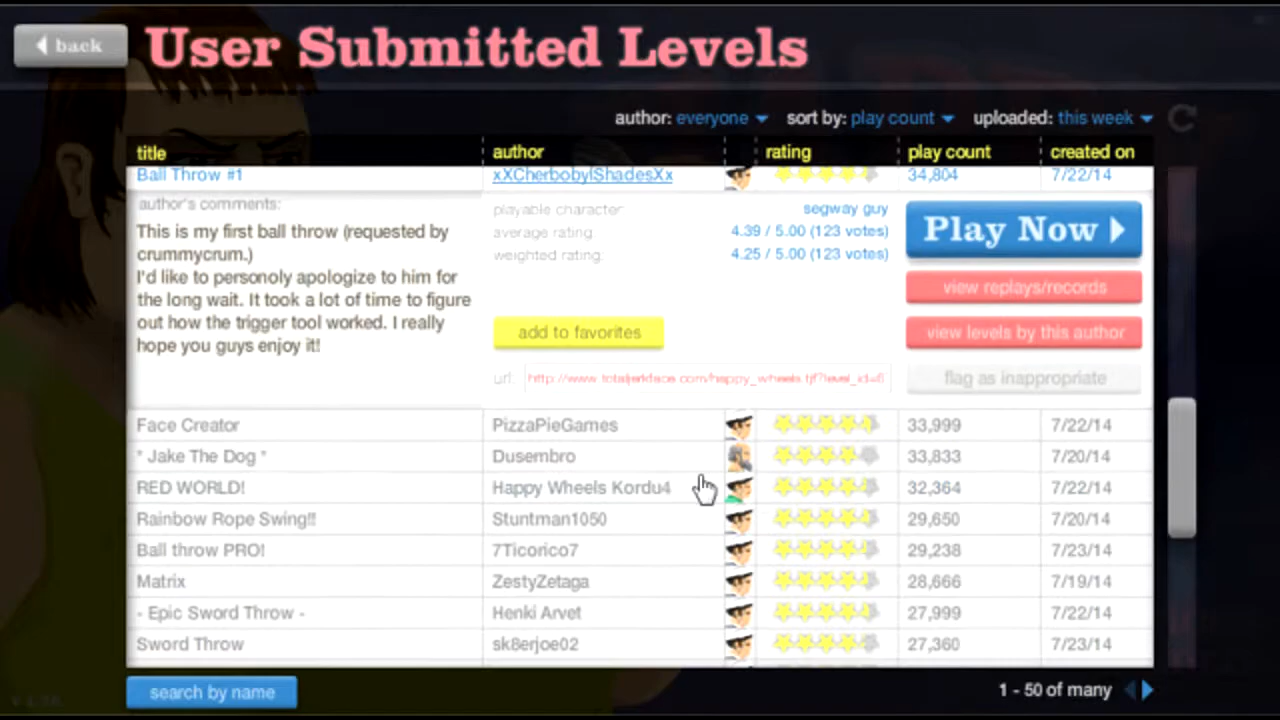 back
User Submitted Levels
author: everyone sort by: play count uploaded: this week
title author rating play count created on
Ball Throw #1 xXCherbobylShadesXx 34,804 7/22/14
author's comments:
This is my first ball throw (requested by
crummycrum.)
I'd like to personoly apologize to him for
the long wait. It took a lot of time to figure
out how the trigger tool worked. I really
hope you guys enjoy it!
playable character: segway guy
average rating: 4.39 / 5.00 (123 votes)
weighted rating: 4.25 / 5.00 (123 votes)
add to favorites
url:
Play Now
view replays/records
view levels by this author
flag as inappropriate
Face Creator PizzaPieGames 33,999 7/22/14
* Jake The Dog * Dusembro 33,833 7/20/14
RED WORLD! Happy Wheels Kordu4 32,364 7/22/14
Rainbow Rope Swing!! Stuntman1050 29,650 7/20/14
Ball throw PRO! 7Ticorico7 29,238 7/23/14
Matrix ZestyZetaga 28,666 7/19/14
- Epic Sword Throw - Henki Arvet 27,999 7/22/14
Sword Throw sk8erjoe02 27,360 7/23/14
search by name
1 - 50 of many